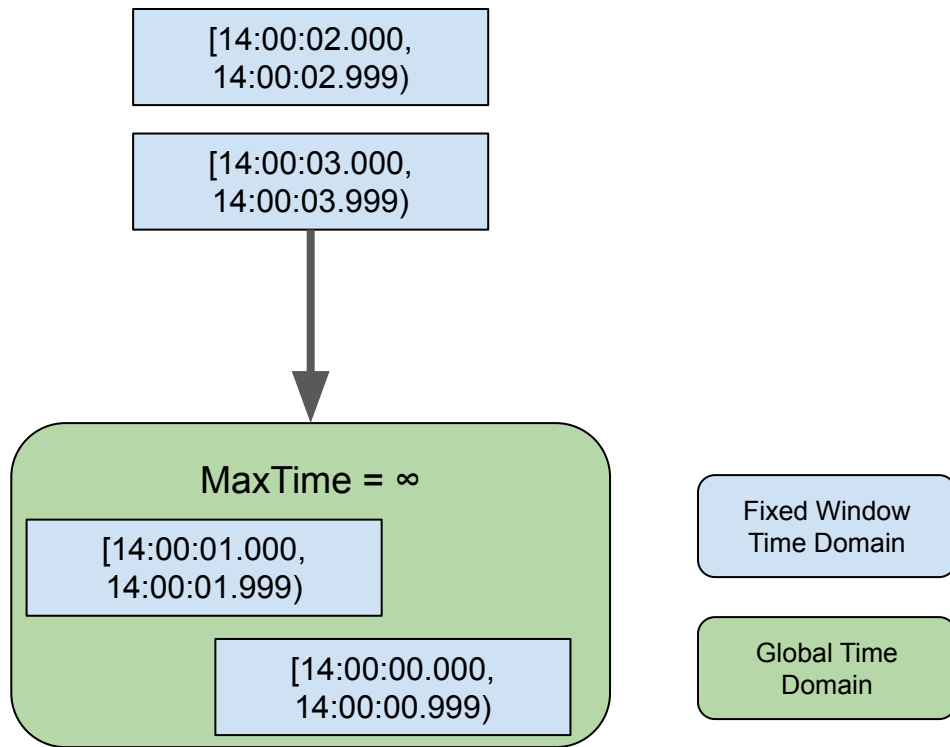 [14:00:02.000,
14:00:02.999)
[14:00:03.000,
14:00:03.999)
MaxTime = ∞
[14:00:01.000,
14:00:01.999)
[14:00:00.000,
14:00:00.999)
Fixed Window
Time Domain
Global Time
Domain